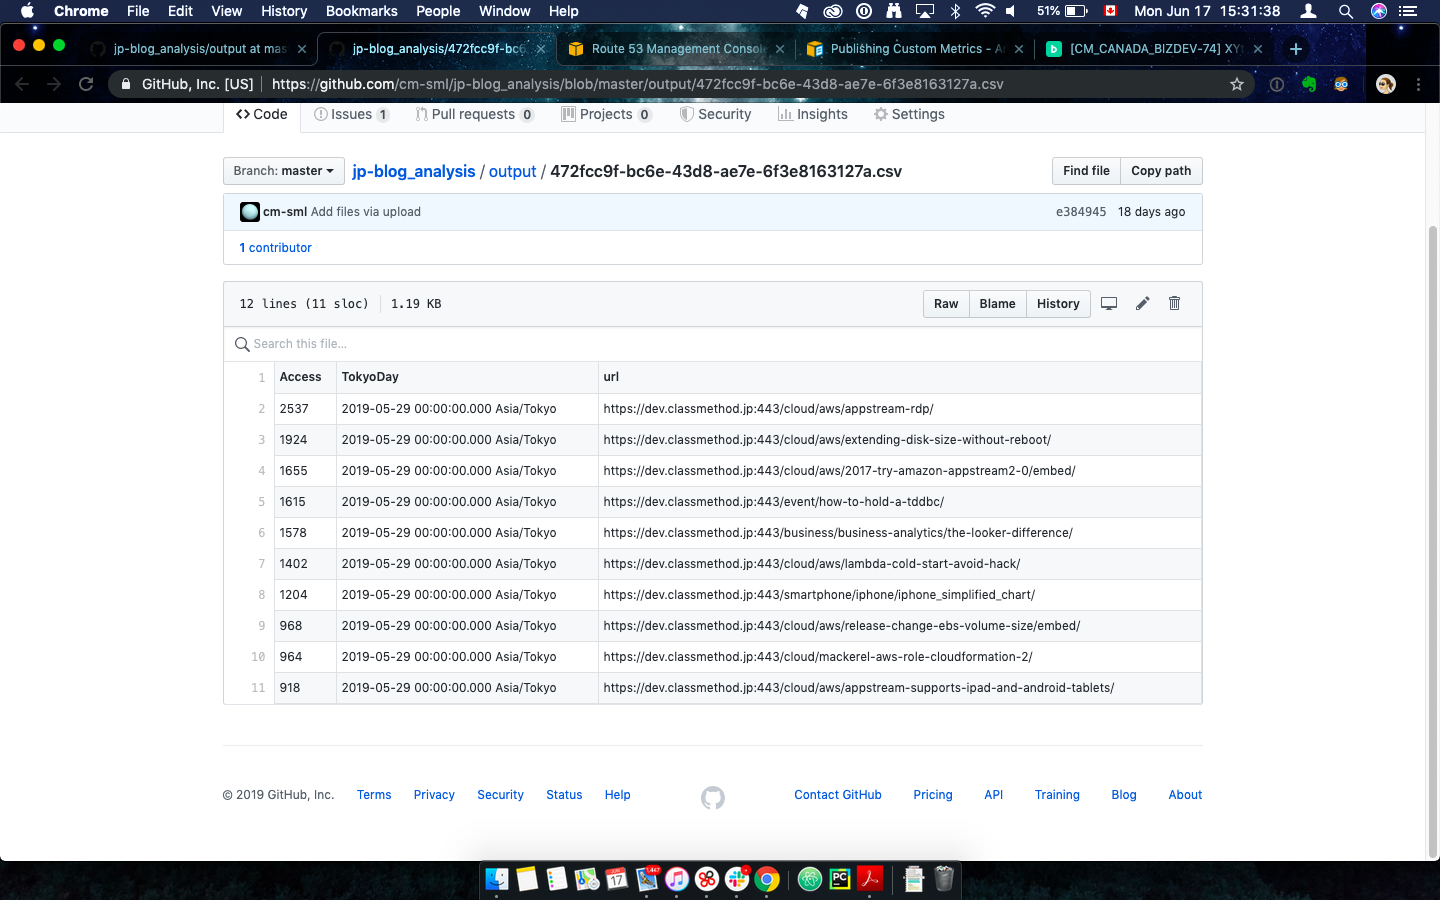 Chrome File Edit View History Bookmarks People Window Help 51% Mon Jun 17 15:31:38
jp-blog_analysis/output at mas
jp-blog_analysis/472fcc9f-bc6
Route 53 Management Console
Publishing Custom Metrics - A
[CM_CANADA_BIZDEV-74] XY
GitHub, Inc. [US] https://github.com/cm-sml/jp-blog_analysis/blob/master/output/472fcc9f-bc6e-43d8-ae7e-6f3e8163127a.csv
Code Issues 1 Pull requests 0 Projects 0 Security Insights Settings
Branch: master jp-blog_analysis / output / 472fcc9f-bc6e-43d8-ae7e-6f3e8163127a.csv Find file Copy path
cm-sml Add files via upload e384945 18 days ago
1 contributor
12 lines (11 sloc) 1.19 KB Raw Blame History
Search this file...
1 Access TokyoDay url
2 2537 2019-05-29 00:00:00.000 Asia/Tokyo https://dev.classmethod.jp:443/cloud/aws/appstream-rdp/
3 1924 2019-05-29 00:00:00.000 Asia/Tokyo https://dev.classmethod.jp:443/cloud/aws/extending-disk-size-without-reboot/
4 1655 2019-05-29 00:00:00.000 Asia/Tokyo https://dev.classmethod.jp:443/cloud/aws/2017-try-amazon-appstream2-0/embed/
5 1615 2019-05-29 00:00:00.000 Asia/Tokyo https://dev.classmethod.jp:443/event/how-to-hold-a-tddbc/
6 1578 2019-05-29 00:00:00.000 Asia/Tokyo https://dev.classmethod.jp:443/business/business-analytics/the-looker-difference/
7 1402 2019-05-29 00:00:00.000 Asia/Tokyo https://dev.classmethod.jp:443/cloud/aws/lambda-cold-start-avoid-hack/
8 1204 2019-05-29 00:00:00.000 Asia/Tokyo https://dev.classmethod.jp:443/smartphone/iphone/iphone_simplified_chart/
9 968 2019-05-29 00:00:00.000 Asia/Tokyo https://dev.classmethod.jp:443/cloud/aws/release-change-ebs-volume-size/embed/
10 964 2019-05-29 00:00:00.000 Asia/Tokyo https://dev.classmethod.jp:443/cloud/mackerel-aws-role-cloudformation-2/
11 918 2019-05-29 00:00:00.000 Asia/Tokyo https://dev.classmethod.jp:443/cloud/aws/appstream-supports-ipad-and-android-tablets/
© 2019 GitHub, Inc. Terms Privacy Security Status Help Contact GitHub Pricing API Training Blog About
17 1,447 PC